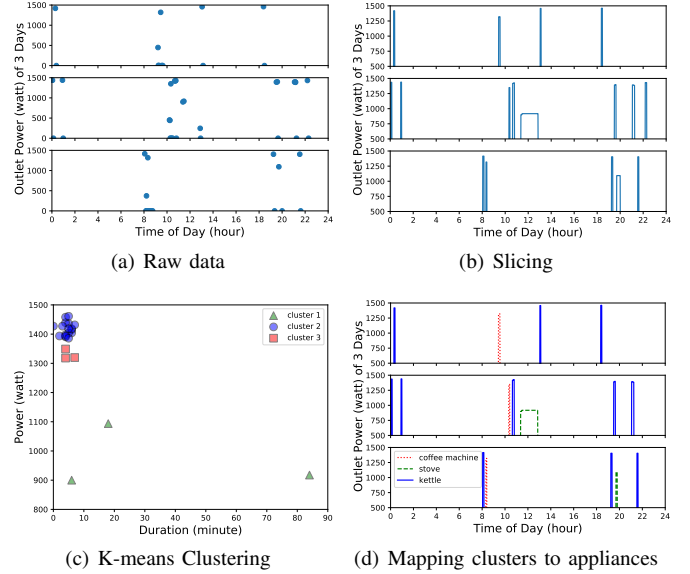 Outlet Power (watt) of 3 Days
1500
1000
500
0
1500
1000
500
0
1500
1000
500
0
0 2 4 6 8 10 12 14 16 18 20 22 24
Time of Day (hour)
(a) Raw data
Outlet Power (watt) of 3 Days
1500
1250
1000
750
500
1500
1250
1000
750
500
1500
1250
1000
750
500
0 2 4 6 8 10 12 14 16 18 20 22 24
Time of Day (hour)
(b) Slicing
Power (watt)
1500
1400
1300
1200
1100
1000
900
800
cluster 1
cluster 2
cluster 3
0 10 20 30 40 50 60 70 80 90
Duration (minute)
(c) K-means Clustering
Outlet Power (watt) of 3 Days
1500
1250
1000
750
500
1500
1250
1000
750
500
1500
1250
1000
750
500
coffee machine
stove
kettle
0 2 4 6 8 10 12 14 16 18 20 22 24
Time of Day (hour)
(d) Mapping clusters to appliances